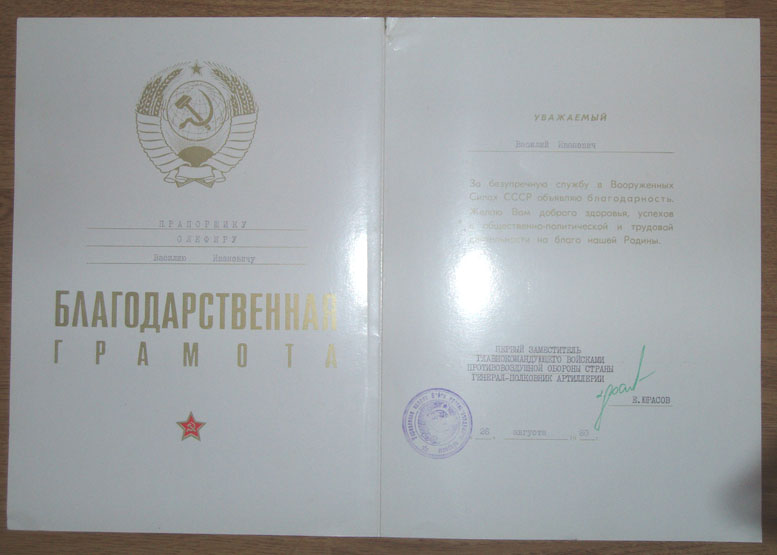 ПРАПОРЩИКУ
ОЛЕФИРУ
Василию Ивановичу
БЛАГОДАРСТВЕННАЯ
ГРАМОТА
УВАЖАЕМЫЙ
Василий Иванович
За безупречную службу в Вооруженных
Силах СССР объявляю благодарность.
Желаю Вам доброго здоровья, успехов
в общественно-политической и трудовой
деятельности на благо нашей Родины.
ПЕРВЫЙ ЗАМЕСТИТЕЛЬ
ГЛАВНОКОМАНДУЮЩЕГО ВОЙСКАМИ
ПРОТИВОВОЗДУШНОЙ ОБОРОНЫ СТРАНЫ
ГЕНЕРАЛ-ПОЛКОВНИК АРТИЛЛЕРИИ
ЮРАСОВ
августа